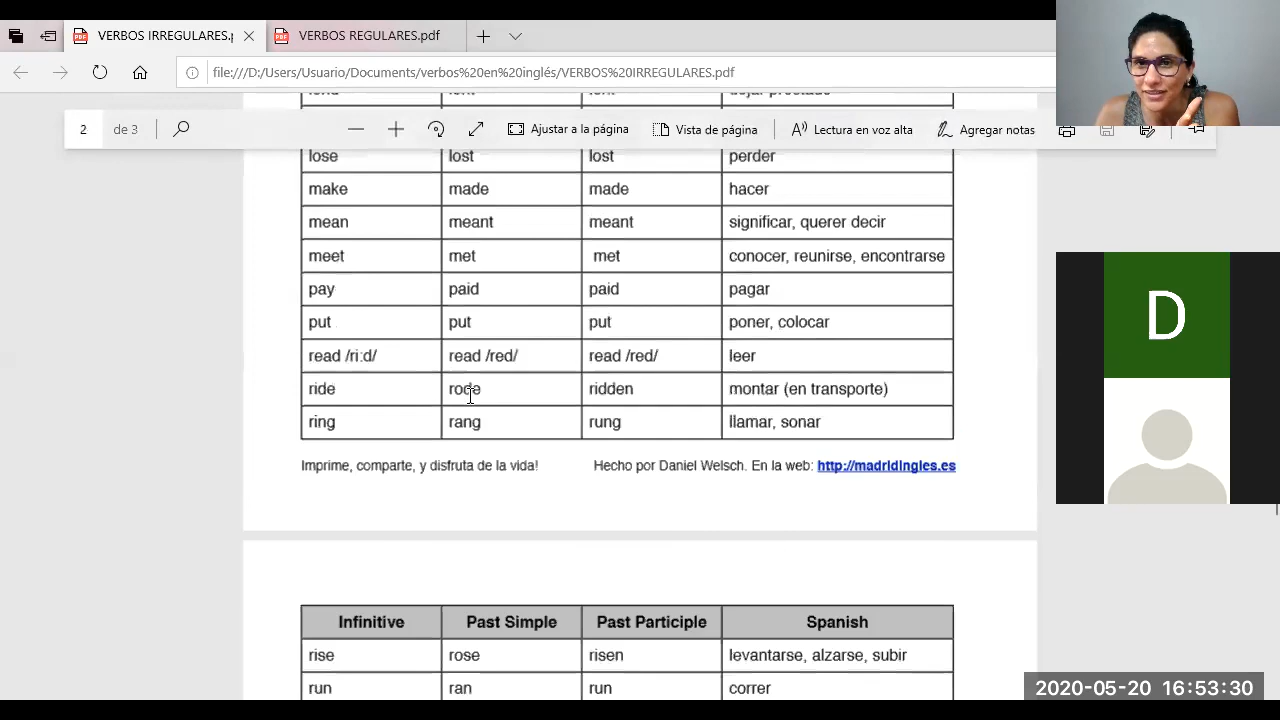 VERBOS IRREGULARES.p
VERBOS REGULARES.pdf
file:///D:/Users/Usuario/Documents/verbos%20en%20inglés/VERBOS%20IRREGULARES.pdf
2 de 3
Ajustar a la página
Vista de página
Lectura en voz alta
Agregar notas
lose lost lost perder
make made made hacer
mean meant meant significar, querer decir
meet met met conocer, reunirse, encontrarse
pay paid paid pagar
put put put poner, colocar
read /ri:d/ read /red/ read /red/ leer
ride rode ridden montar (en transporte)
ring rang rung llamar, sonar
Imprime, comparte, y disfruta de la vida! Hecho por Daniel Welsch. En la web: http://madridingles.es
Infinitive Past Simple Past Participle Spanish
rise rose risen levantarse, alzarse, subir
run ran run correr
D
2020-05-20 16:53:30